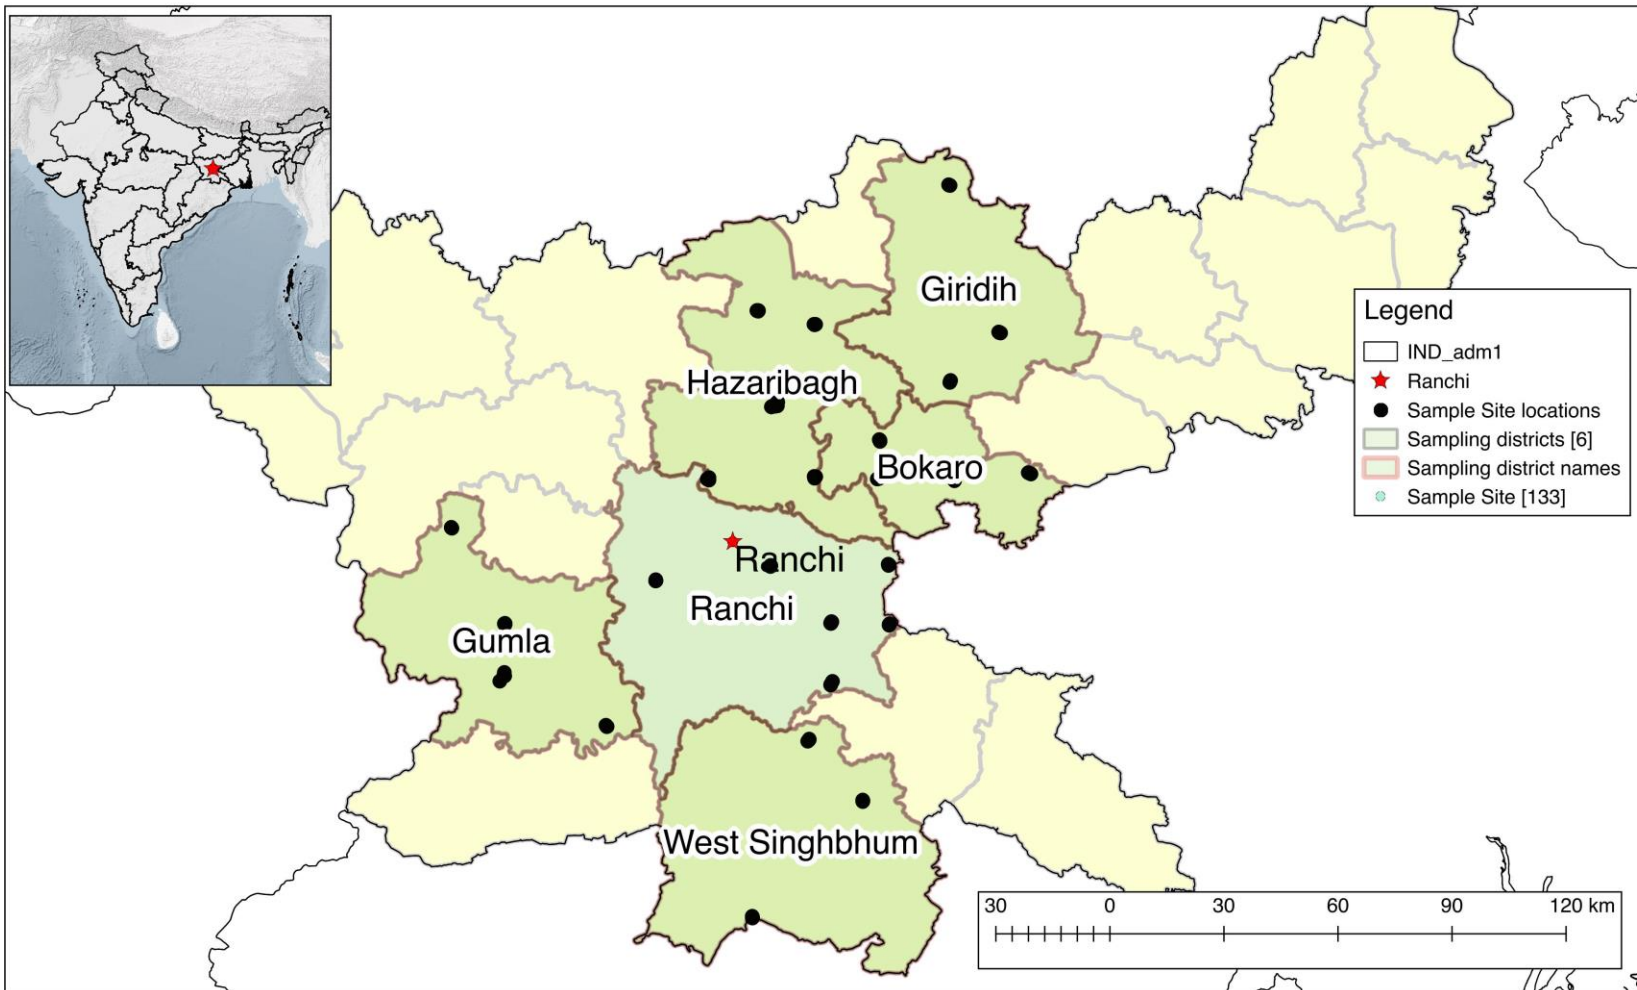 Giridih
Legend
IND_adm1
Ranchi
Sample Site locations
Sampling districts [6]
Sampling district names
Sample Site [133]
Hazaribagh
Bokaro
Ranchi
Ranchi
Gumla
West Singhbhum
30 0 30 60 90 120 km